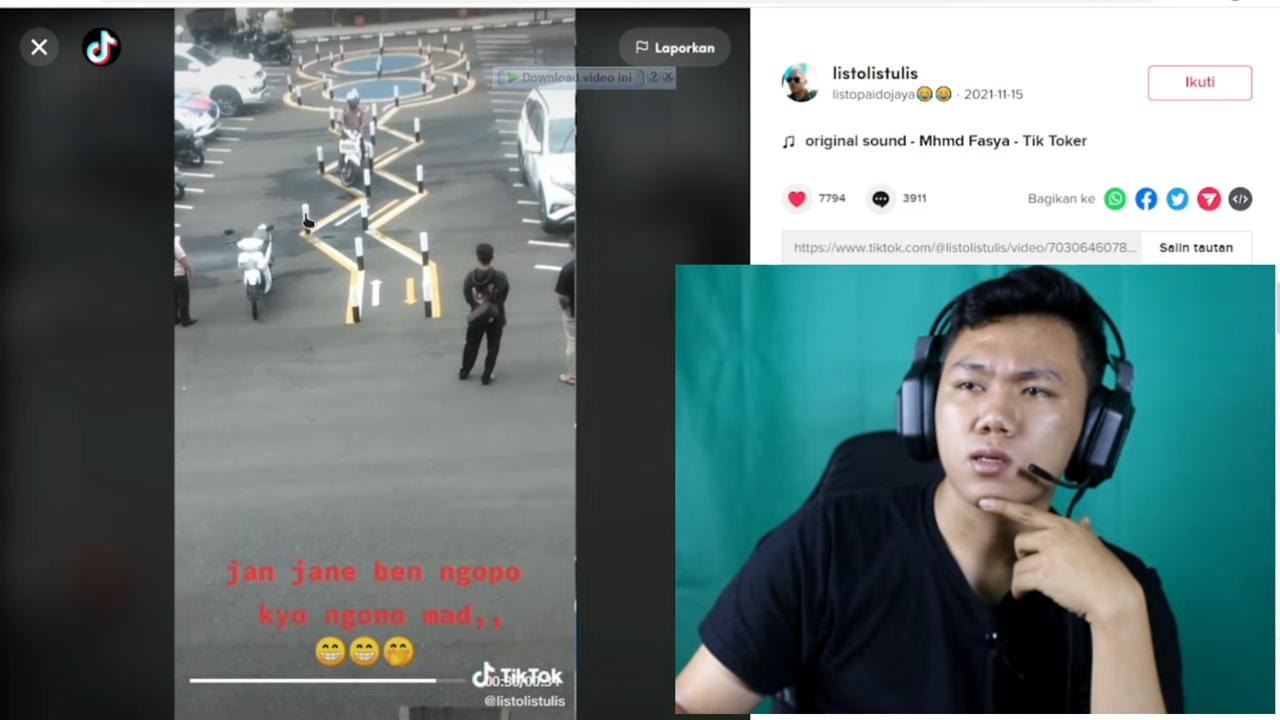 Laporkan
Download video ini
listolistulis
listopaidojaya😂😂 · 2021-11-15
Ikuti
original sound - Mhmd Fasya - Tik Toker
7794
3911
Bagikan ke
https://www.tiktok.com/@listolistulis/video/7030646078...
Salin tautan
jan jane ben ngopo
kyo ngono mad,,
😁😁🤭
TikTok
@listolistulis